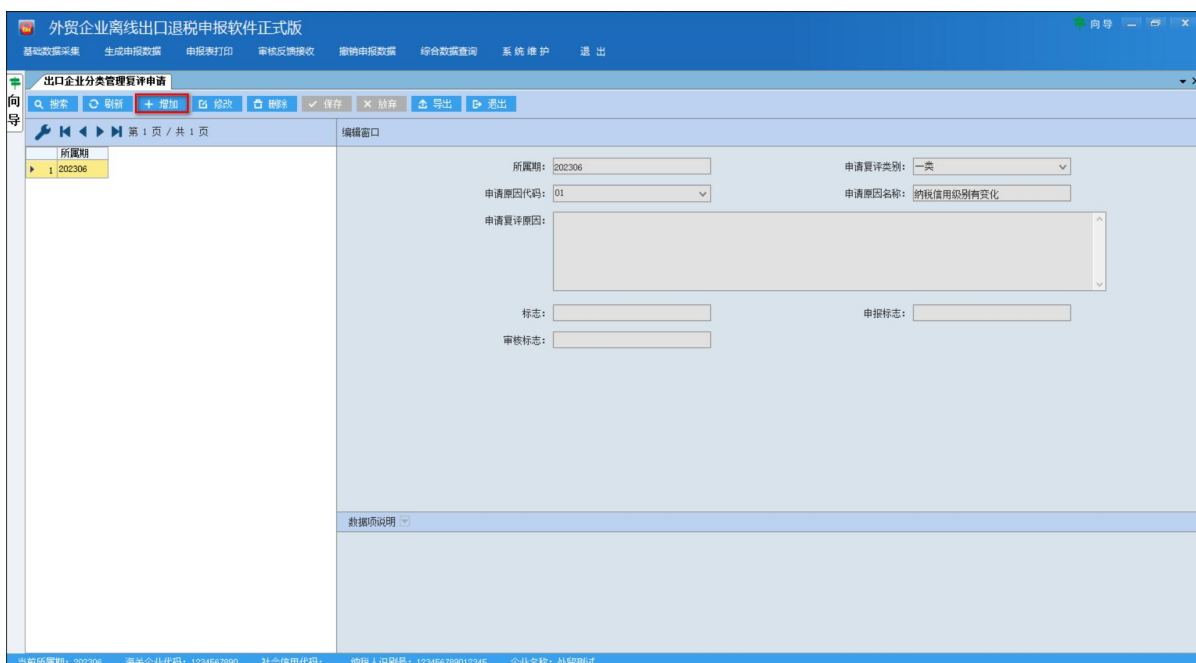 外贸企业离线出口退税申报软件正式版
向导
基础数据采集 生成申报数据 申报表打印 审核反馈接收 撤销申报数据 综合数据查询 系统维护 退出
向导
出口企业分类管理复评申请
搜索 刷新 增加 修改 删除 保存 放弃 导出 退出
第 1 页 / 共 1 页
编辑窗口
所属期
1 202306
所属期: 202306 申请复评类别: 一类
申请原因代码: 01 申请原因名称: 纳税信用级别有变化
申请复评原因:
标志: 申报标志:
审核标志:
数据项说明
当前所属期: 202306 海关企业代码: 1234567890 社会信用代码: 纳税人识别号: 123456789012345 企业名称: 外贸测试